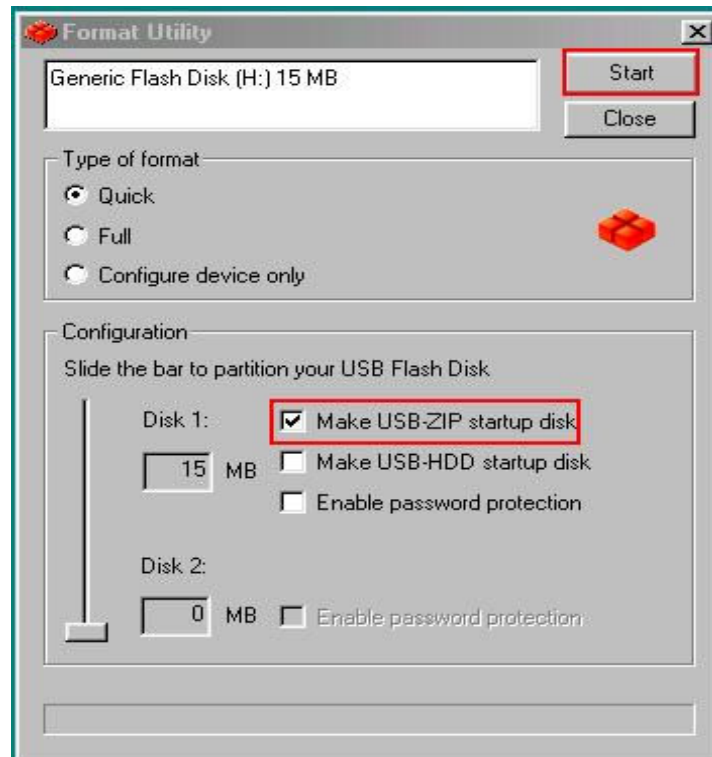 Format Utility
Generic Flash Disk (H:) 15 MB
Start
Close
Type of format
Quick
Full
Configure device only
Configuration
Slide the bar to partition your USB Flash Disk
Disk 1:
Make USB-ZIP startup disk
15 MB
Make USB-HDD startup disk
Enable password protection
Disk 2:
0 MB
Enable password protection